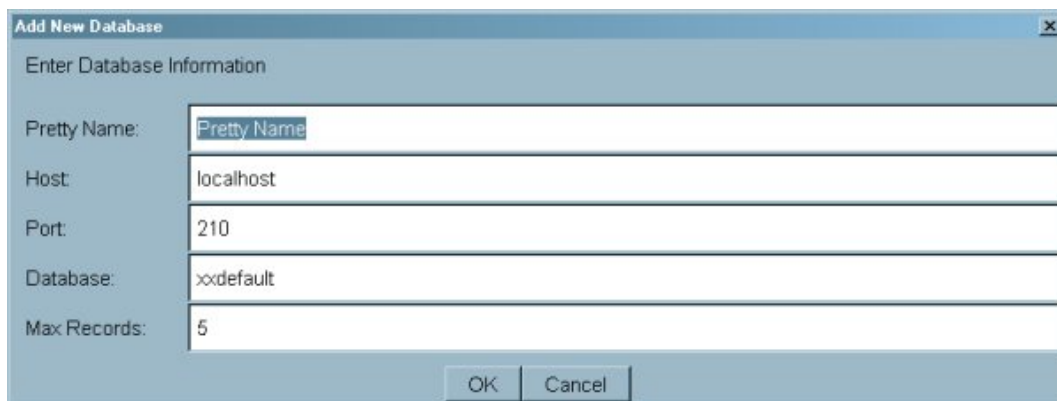 Add New Database
Enter Database Information
Pretty Name: Pretty Name
Host: localhost
Port: 210
Database: xxdefault
Max Records: 5
OK Cancel